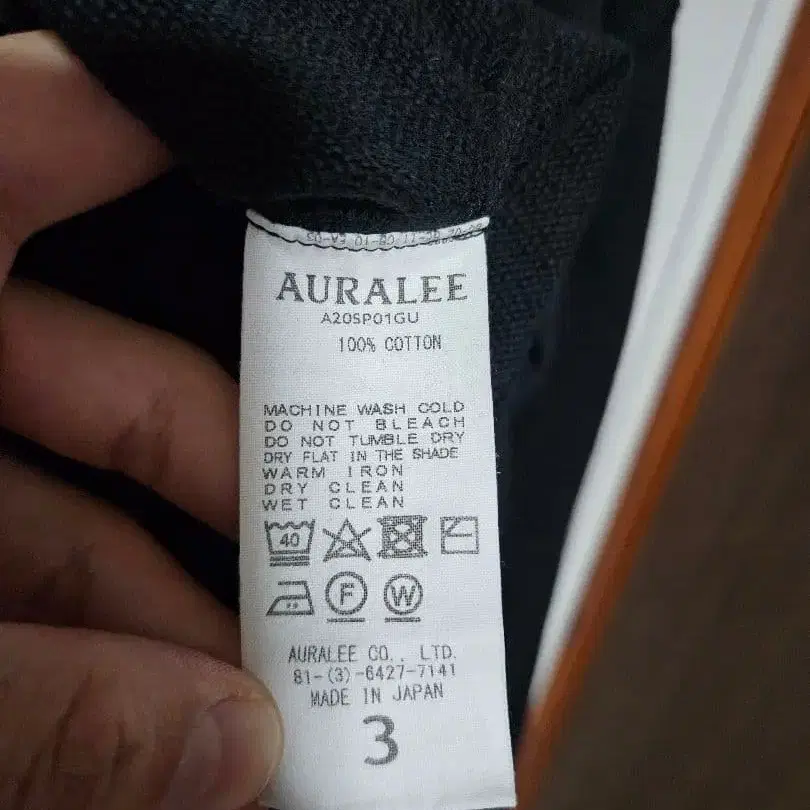 AURALEE
A20SP01GU
100% COTTON
MACHINE WASH COLD
DO NOT BLEACH
DO NOT TUMBLE DRY
DRY FLAT IN THE SHADE
WARM IRON
DRY CLEAN
WET CLEAN
40
F W
AURALEE CO., LTD.
81-(3)-6427-7141
MADE IN JAPAN
3